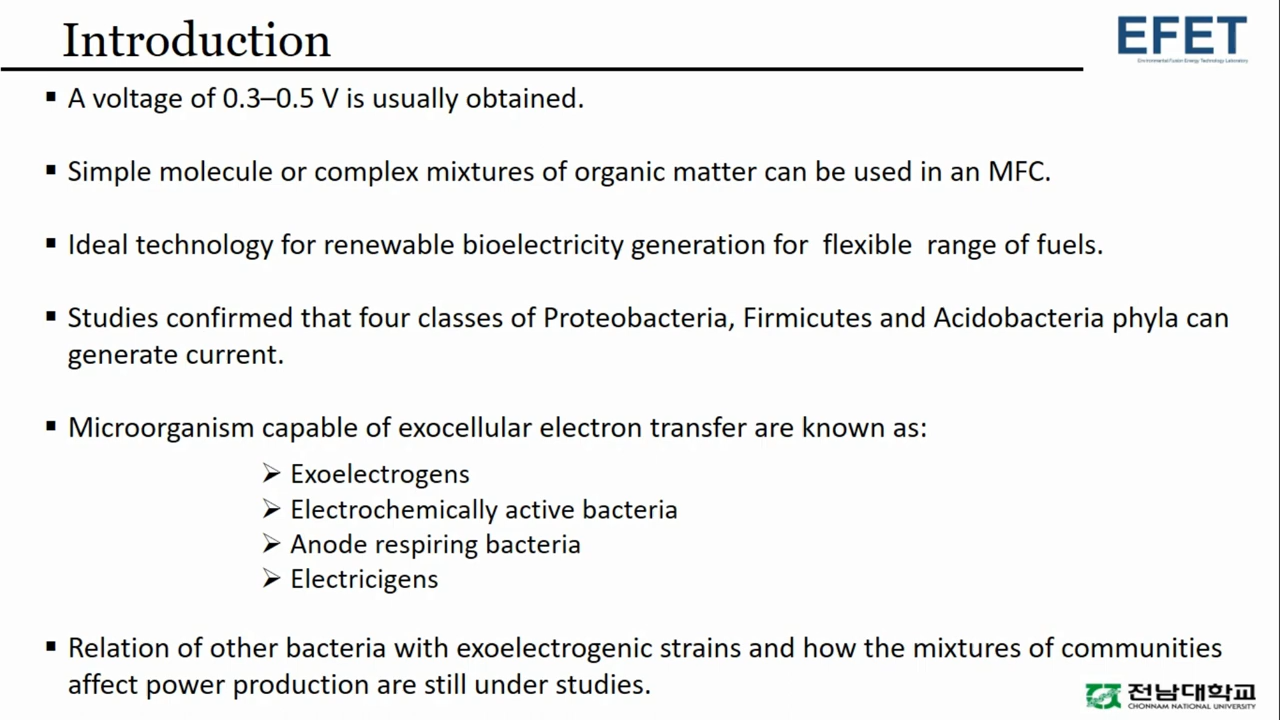 Introduction
EFET
Environmental Fusion Energy Technology Laboratory
▪ A voltage of 0.3–0.5 V is usually obtained.
▪ Simple molecule or complex mixtures of organic matter can be used in an MFC.
▪ Ideal technology for renewable bioelectricity generation for flexible range of fuels.
▪ Studies confirmed that four classes of Proteobacteria, Firmicutes and Acidobacteria phyla can
generate current.
▪ Microorganism capable of exocellular electron transfer are known as:
➢ Exoelectrogens
➢ Electrochemically active bacteria
➢ Anode respiring bacteria
➢ Electricigens
▪ Relation of other bacteria with exoelectrogenic strains and how the mixtures of communities
affect power production are still under studies.
전남대학교
CHONNAM NATIONAL UNIVERSITY